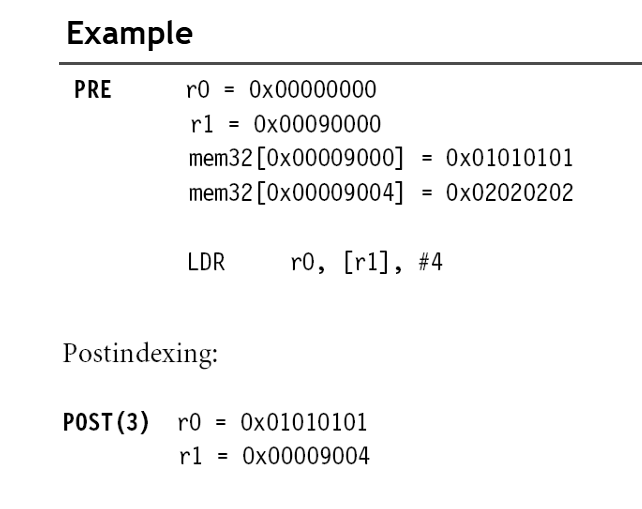 Example
PRE r0 = 0x00000000
r1 = 0x00090000
mem32[0x00009000] = 0x01010101
mem32[0x00009004] = 0x02020202
LDR r0, [r1], #4
Postindexing:
POST(3) r0 = 0x01010101
r1 = 0x00009004